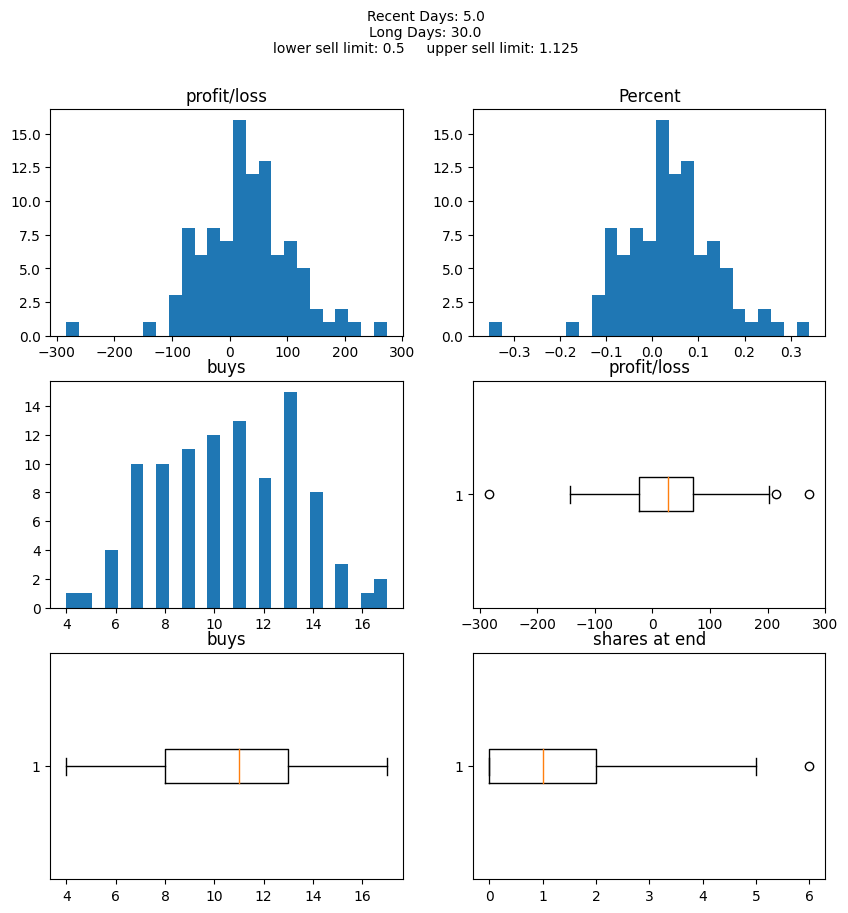 Recent Days: 5.0
Long Days: 30.0
lower sell limit: 0.5     upper sell limit: 1.125
profit/loss
15.0
12.5
10.0
7.5
5.0
2.5
0.0
−300 −200 −100 0 100 200 300
Percent
15.0
12.5
10.0
7.5
5.0
2.5
0.0
−0.3 −0.2 −0.1 0.0 0.1 0.2 0.3
buys
14
12
10
8
6
4
2
0
4 6 8 10 12 14 16
profit/loss
1
−300 −200 −100 0 100 200 300
buys
1
4 6 8 10 12 14 16
shares at end
1
0 1 2 3 4 5 6